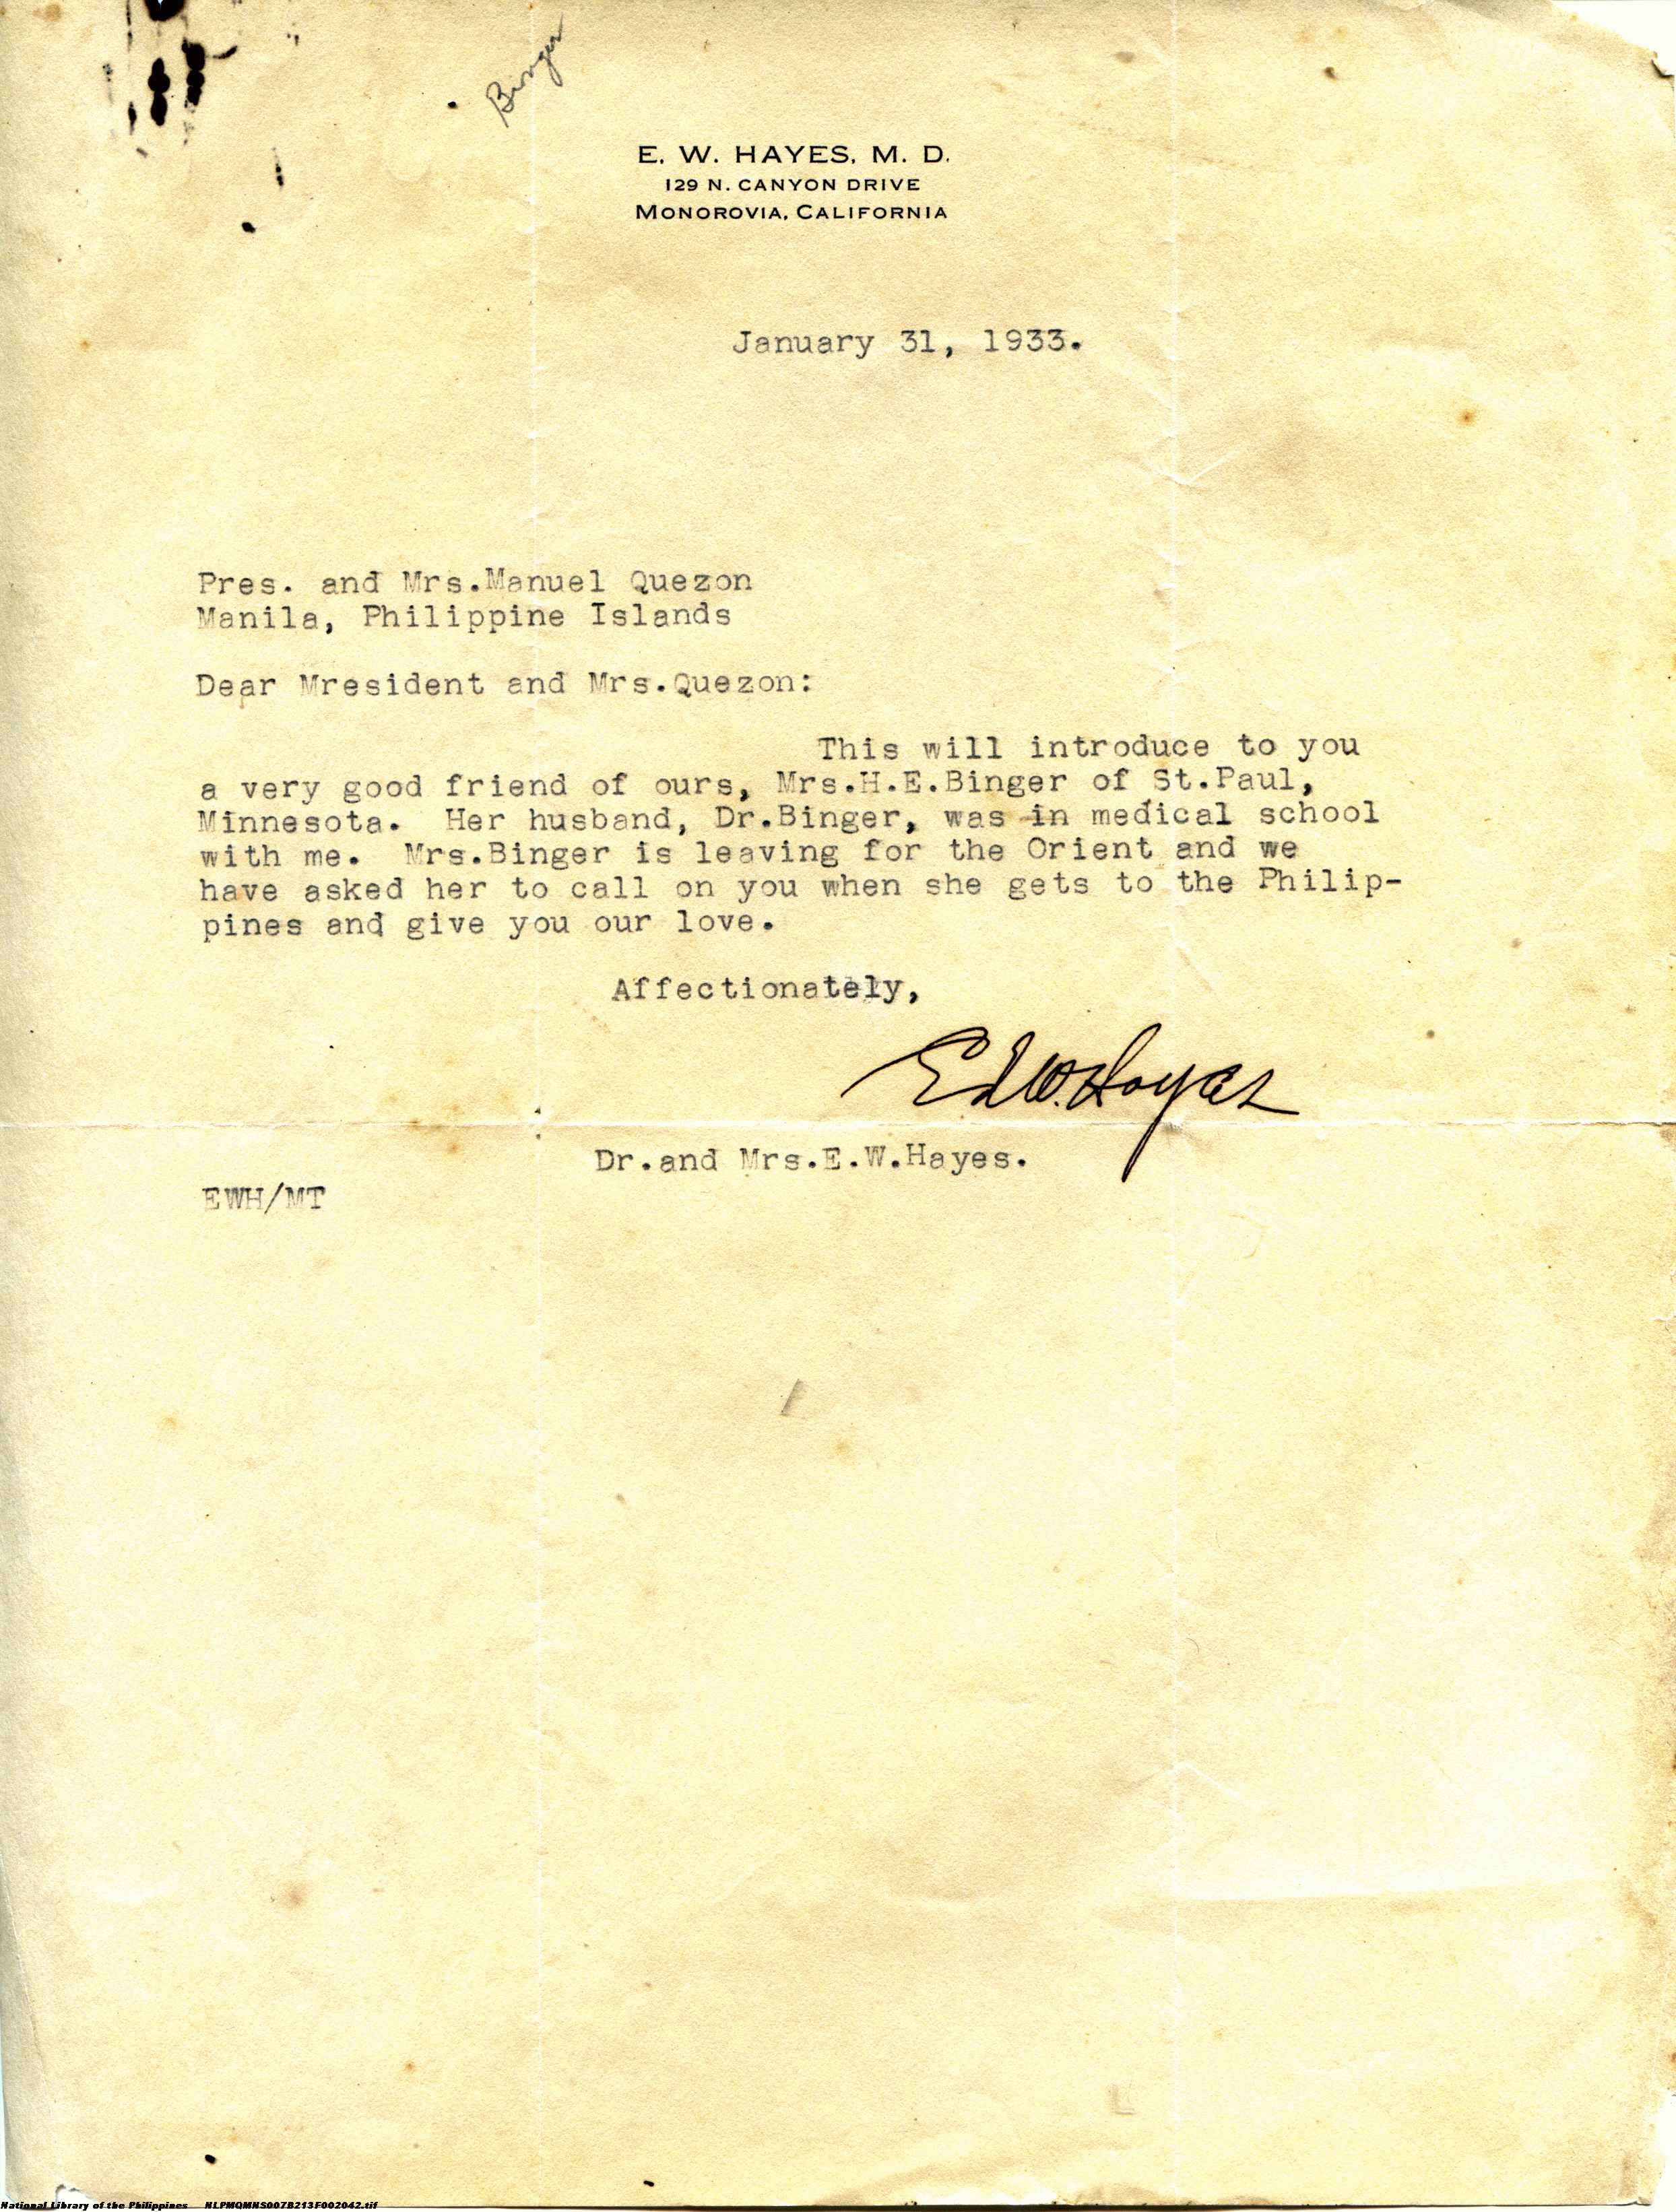 Binger
E. W. HAYES, M. D.
129 N. CANYON DRIVE
MONOROVIA, CALIFORNIA
January 31, 1933.
Pres. and Mrs.Manuel Quezon
Manila, Philippine Islands
Dear Mresident and Mrs.Quezon:
This will introduce to you
a very good friend of ours, Mrs.H.E.Binger of St.Paul,
Minnesota. Her husband, Dr.Binger, was in medical school
with me. Mrs.Binger is leaving for the Orient and we
have asked her to call on you when she gets to the Philip-
pines and give you our love.
Affectionately,
Ed W. Hayes
Dr.and Mrs.E.W.Hayes.
EWH/MT
National Library of the Philippines NLPMQMNS007B213F002042.tif